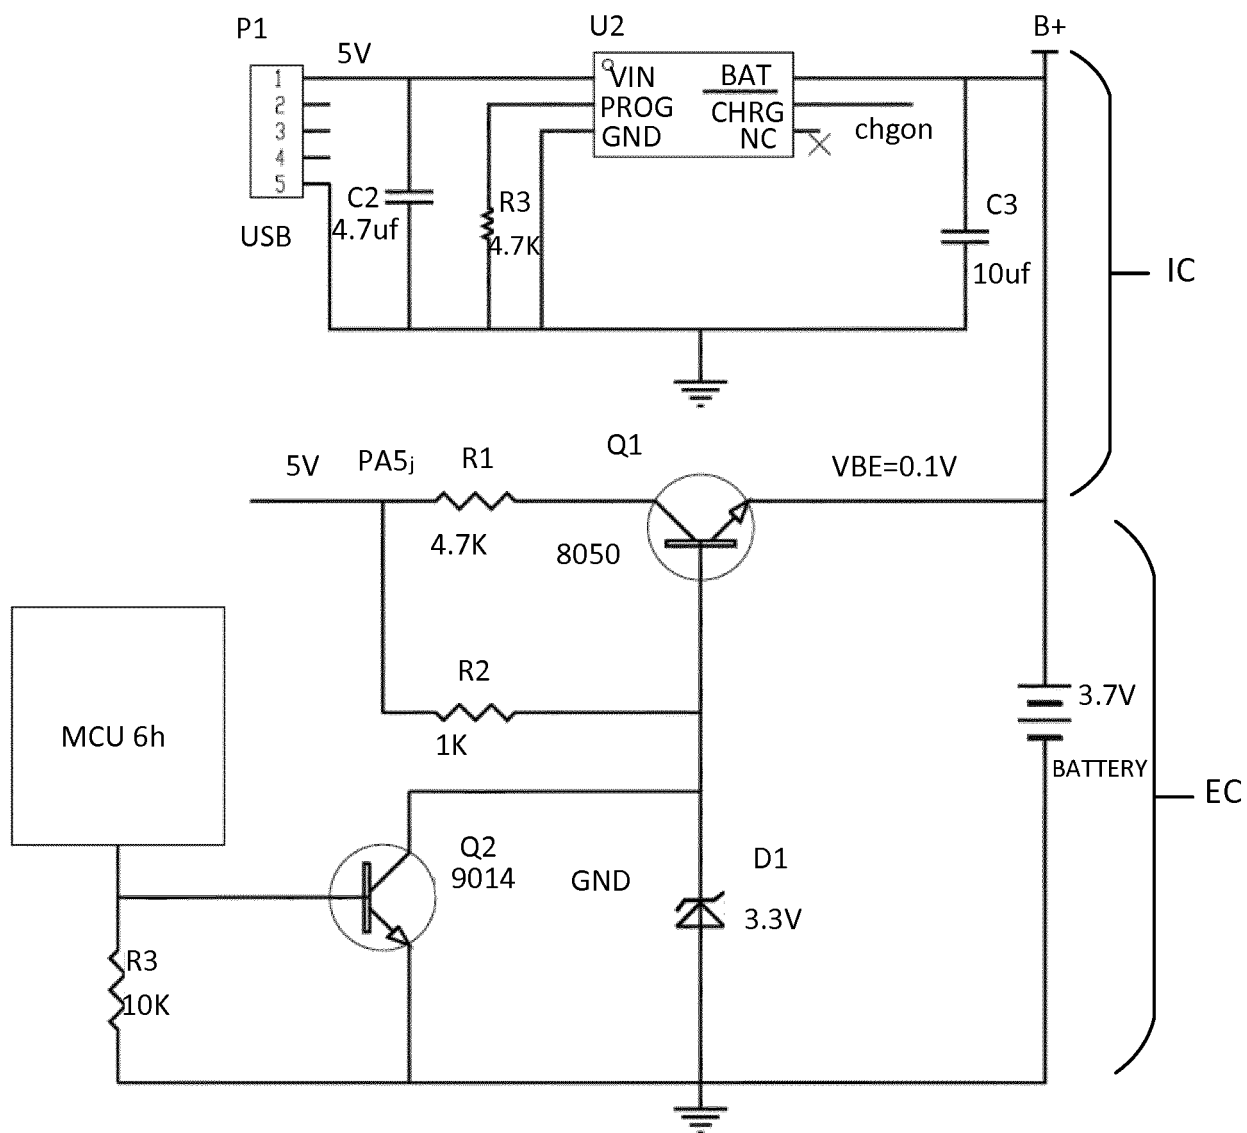 P1
5V
U2
B+
1
2
3
4
5
VIN
PROG
GND
BAT
CHRG
NC
chgon
C2
4.7uf
USB
R3
4.7K
C3
10uf
IC
5V
PA5j
R1
4.7K
Q1
8050
VBE=0.1V
R2
1K
MCU 6h
3.7V
BATTERY
EC
Q2
9014
GND
D1
3.3V
R3
10K